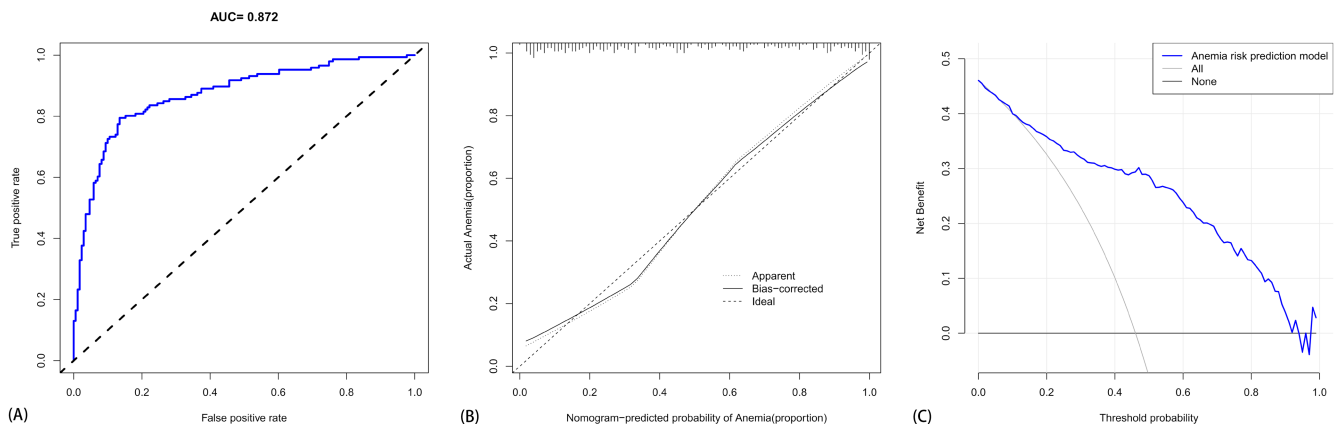 AUC= 0.872
True positive rate
0.0 0.2 0.4 0.6 0.8 1.0
0.0 0.2 0.4 0.6 0.8 1.0
False positive rate
(A)
Actual Anemia(proportion)
0.0 0.2 0.4 0.6 0.8 1.0
Apparent
Bias−corrected
Ideal
0.0 0.2 0.4 0.6 0.8 1.0
Nomogram−predicted probability of Anemia(proportion)
(B)
Net Benefit
0.0 0.1 0.2 0.3 0.4 0.5
Anemia risk prediction model
All
None
0.0 0.2 0.4 0.6 0.8 1.0
Threshold probability
(C)